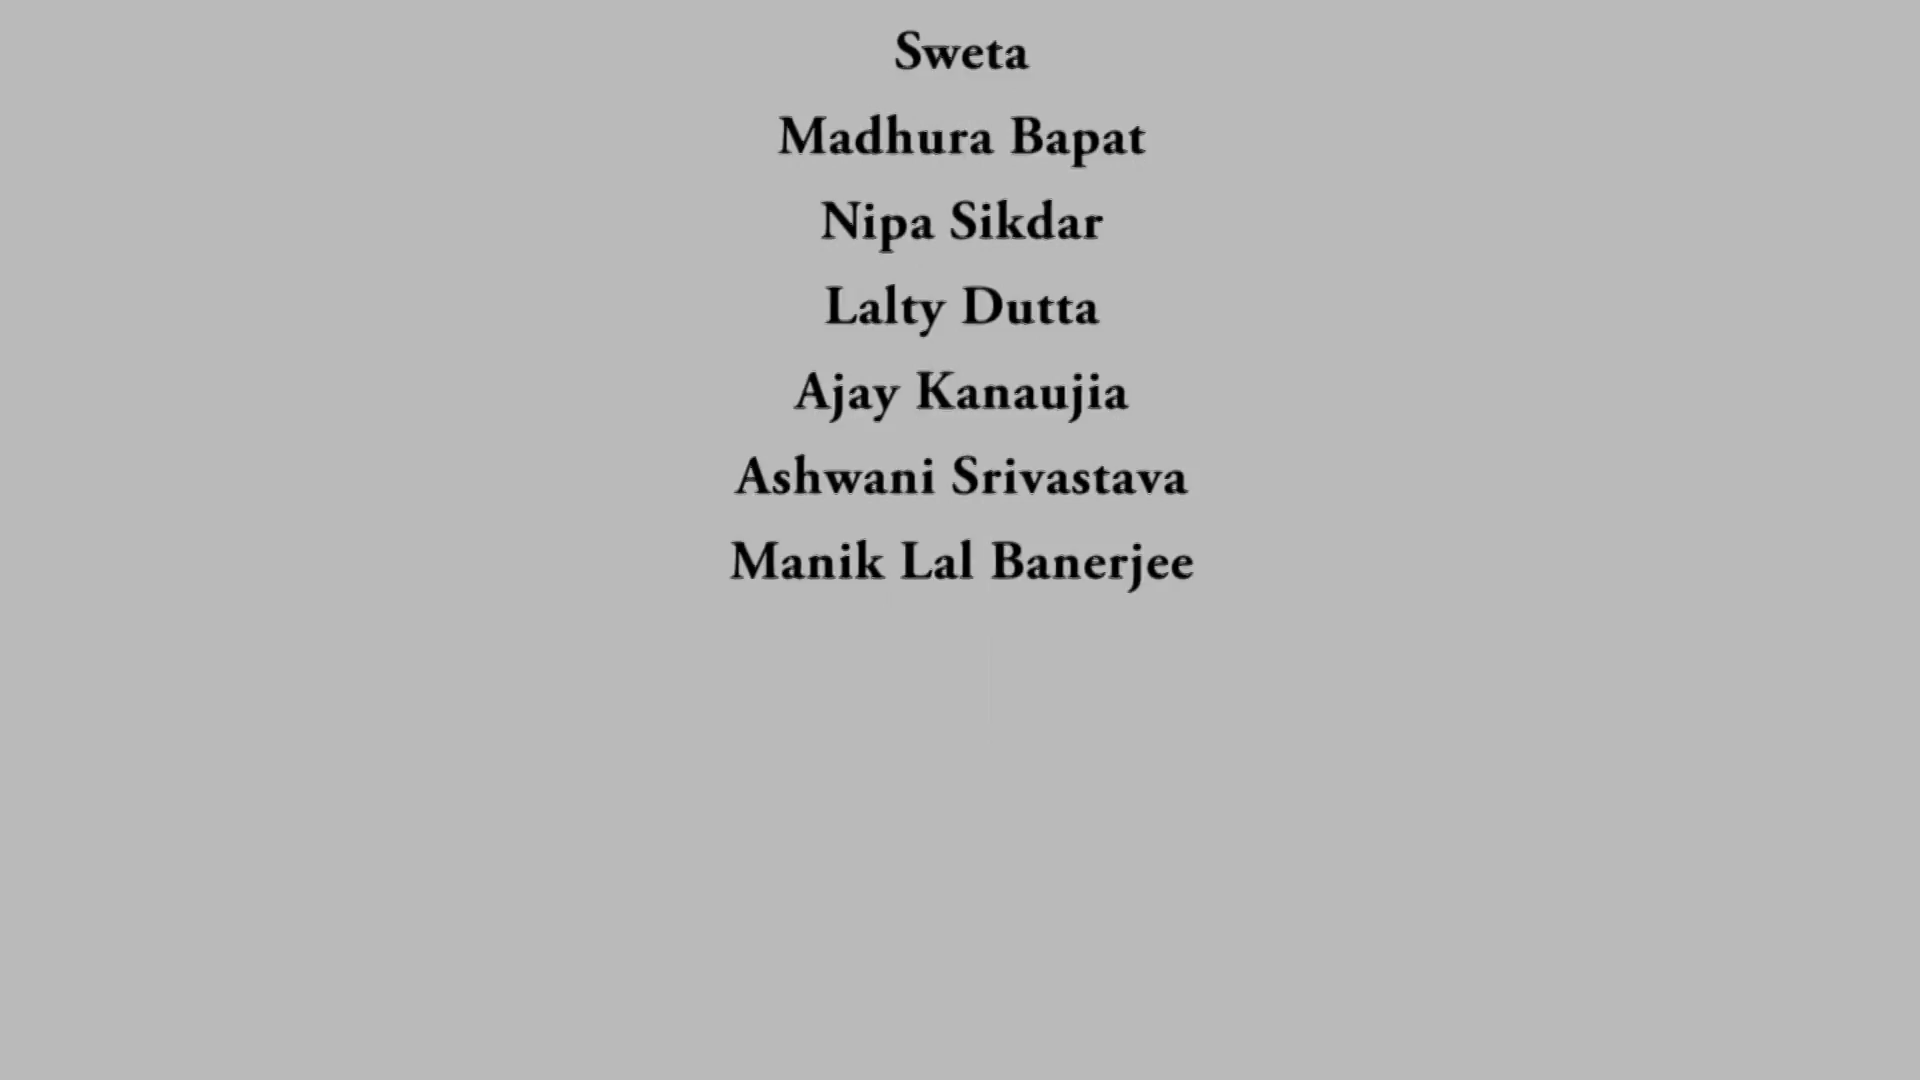 Sweta
Madhura Bapat
Nipa Sikdar
Lalty Dutta
Ajay Kanaujia
Ashwani Srivastava
Manik Lal Banerjee